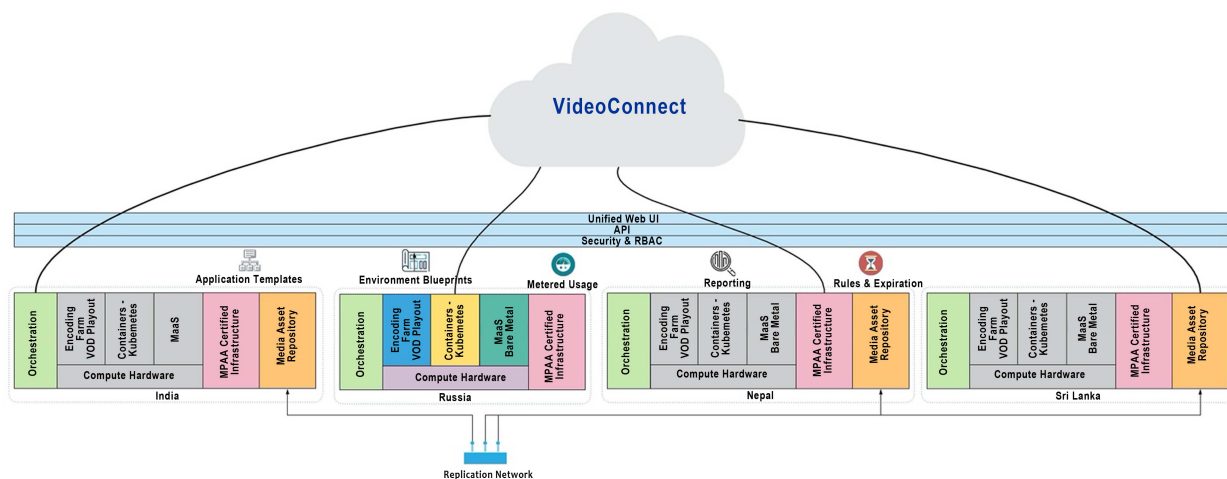 VideoConnect
Unified Web UI
API
Security & RBAC
Application Templates
Environment Blueprints
Metered Usage
Reporting
Rules & Expiration
Orchestration
Encoding
Farm
VOD Playout
Containers -
Kubemetes
MaaS
Compute Hardware
MPAA Certified
Infrastructure
Media Asset
Repository
India
Orchestration
Encoding
Farm
VOD Playout
Containers -
Kubemetes
MaaS
Bare Metal
Compute Hardware
MPAA Certified
Infrastructure
Russia
Orchestration
Encoding
Farm
VOD Playout
Containers -
Kubemetes
MaaS
Bare Metal
Compute Hardware
MPAA Certified
Infrastructure
Media Asset
Repository
Nepal
Orchestration
Encoding
Farm
VOD Playout
Containers -
Kubemetes
MaaS
Bare Metal
Compute Hardware
MPAA Certified
Infrastructure
Media Asset
Repository
Sri Lanka
Replication Network